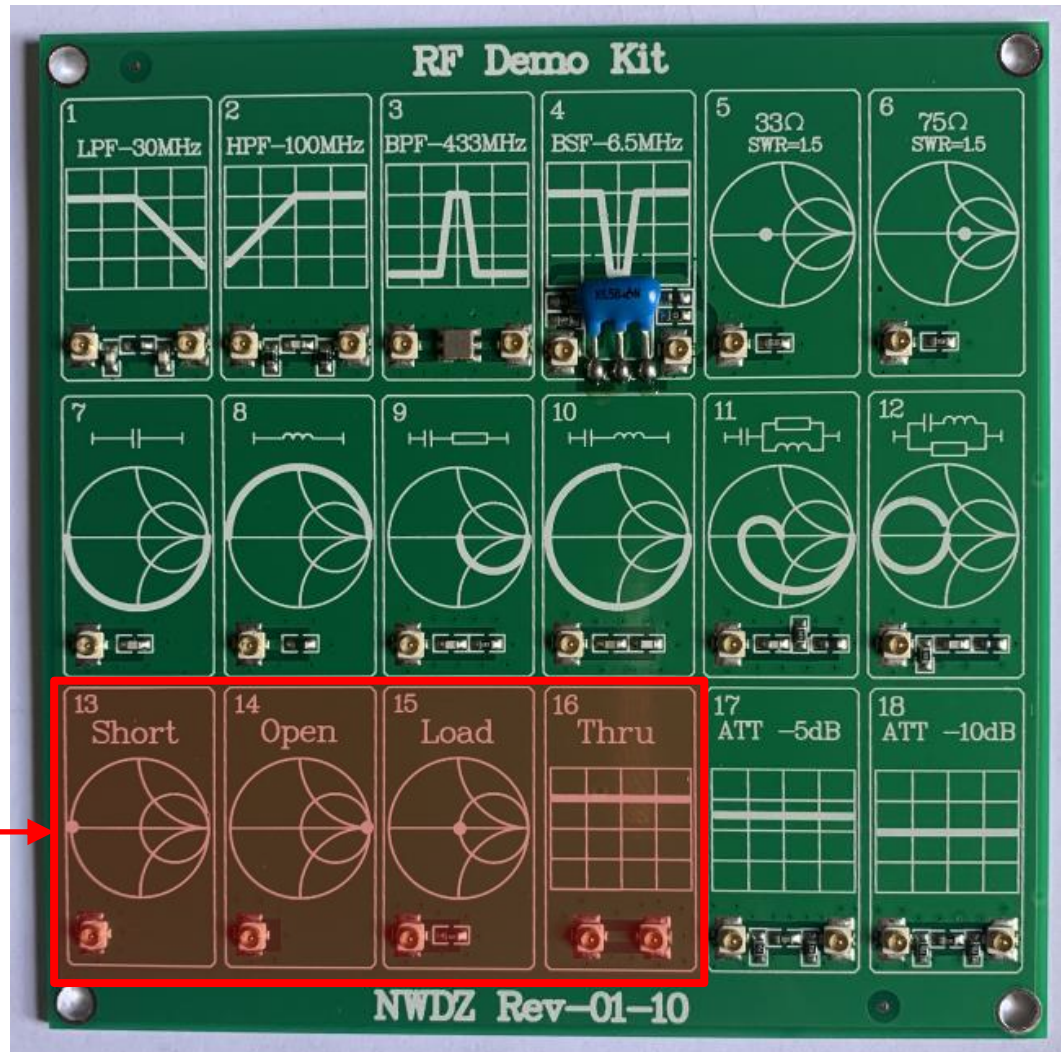 RF Demo Kit
1
LPF-30MHz
2
HPF-100MHz
3
BPF-433MHz
4
BSF-6.5MHz
5
33Ω
SWR=1.5
6
75Ω
SWR=1.5
7
8
9
10
11
12
13
Short
14
Open
15
Load
16
Thru
17
ATT -5dB
18
ATT -10dB
NWDZ Rev-01-10